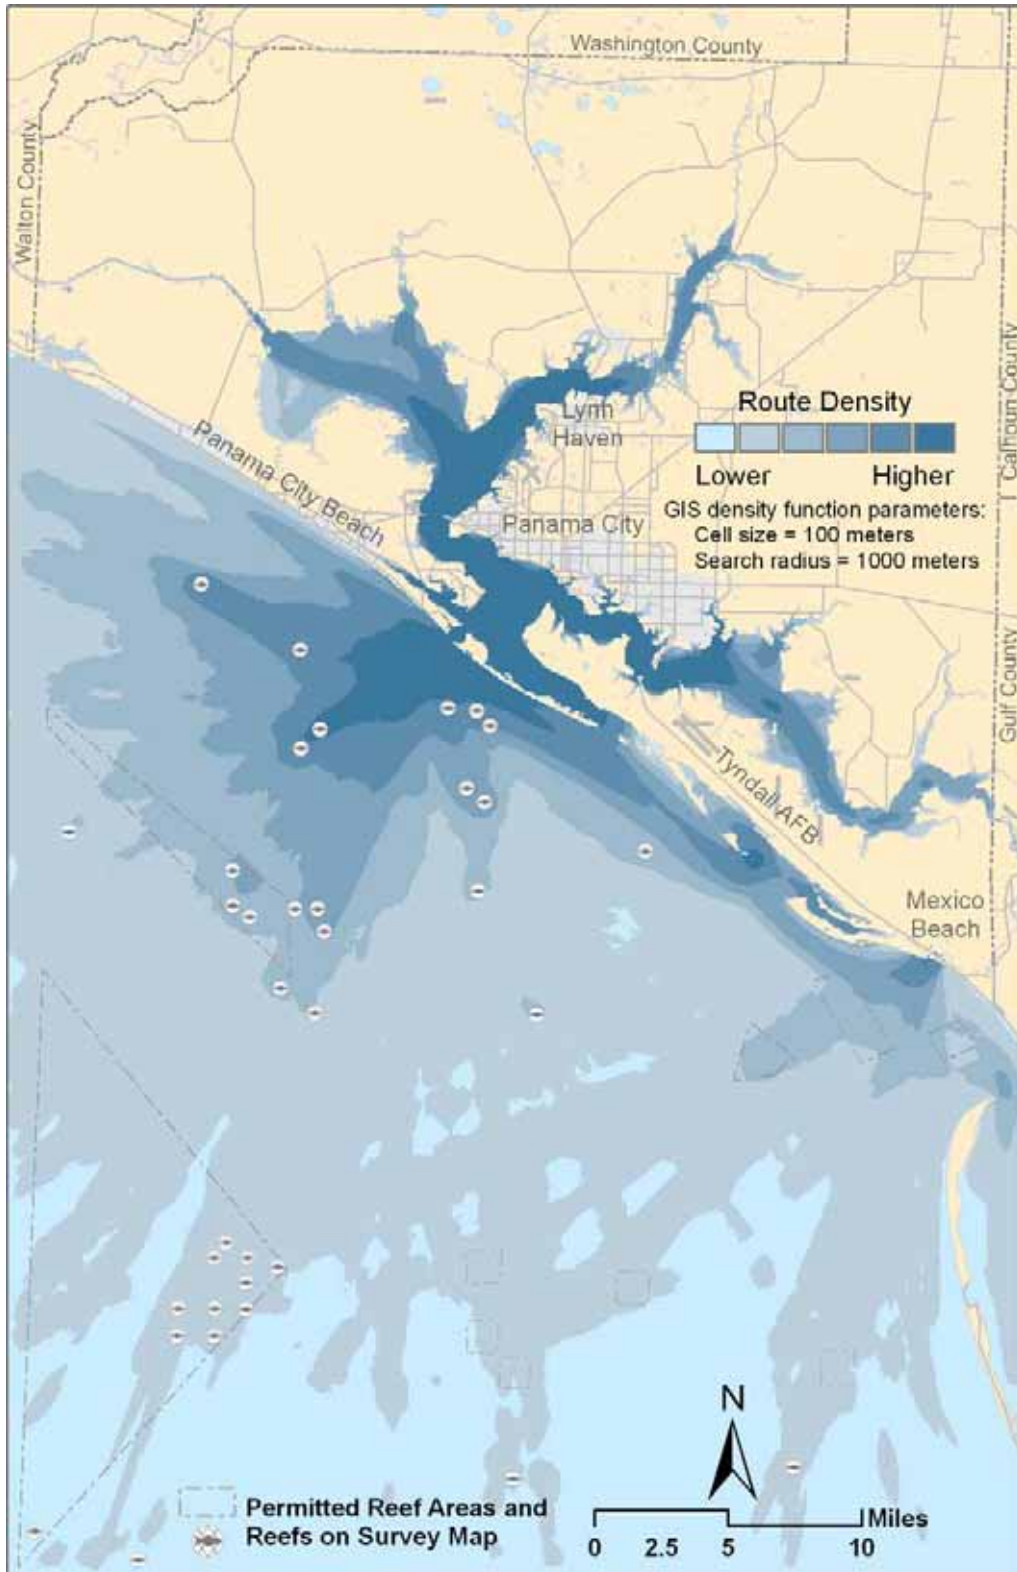 Washington County
Walton County
Calhoun County
Route Density
Lynn
Haven
Lower
Higher
Panama City Beach
Panama City
GIS density function parameters:
Cell size = 100 meters
Search radius = 1000 meters
Gulf County
Tyndall AFB
Mexico
Beach
N
Permitted Reef Areas and
Reefs on Survey Map
Miles
0 2.5 5 10